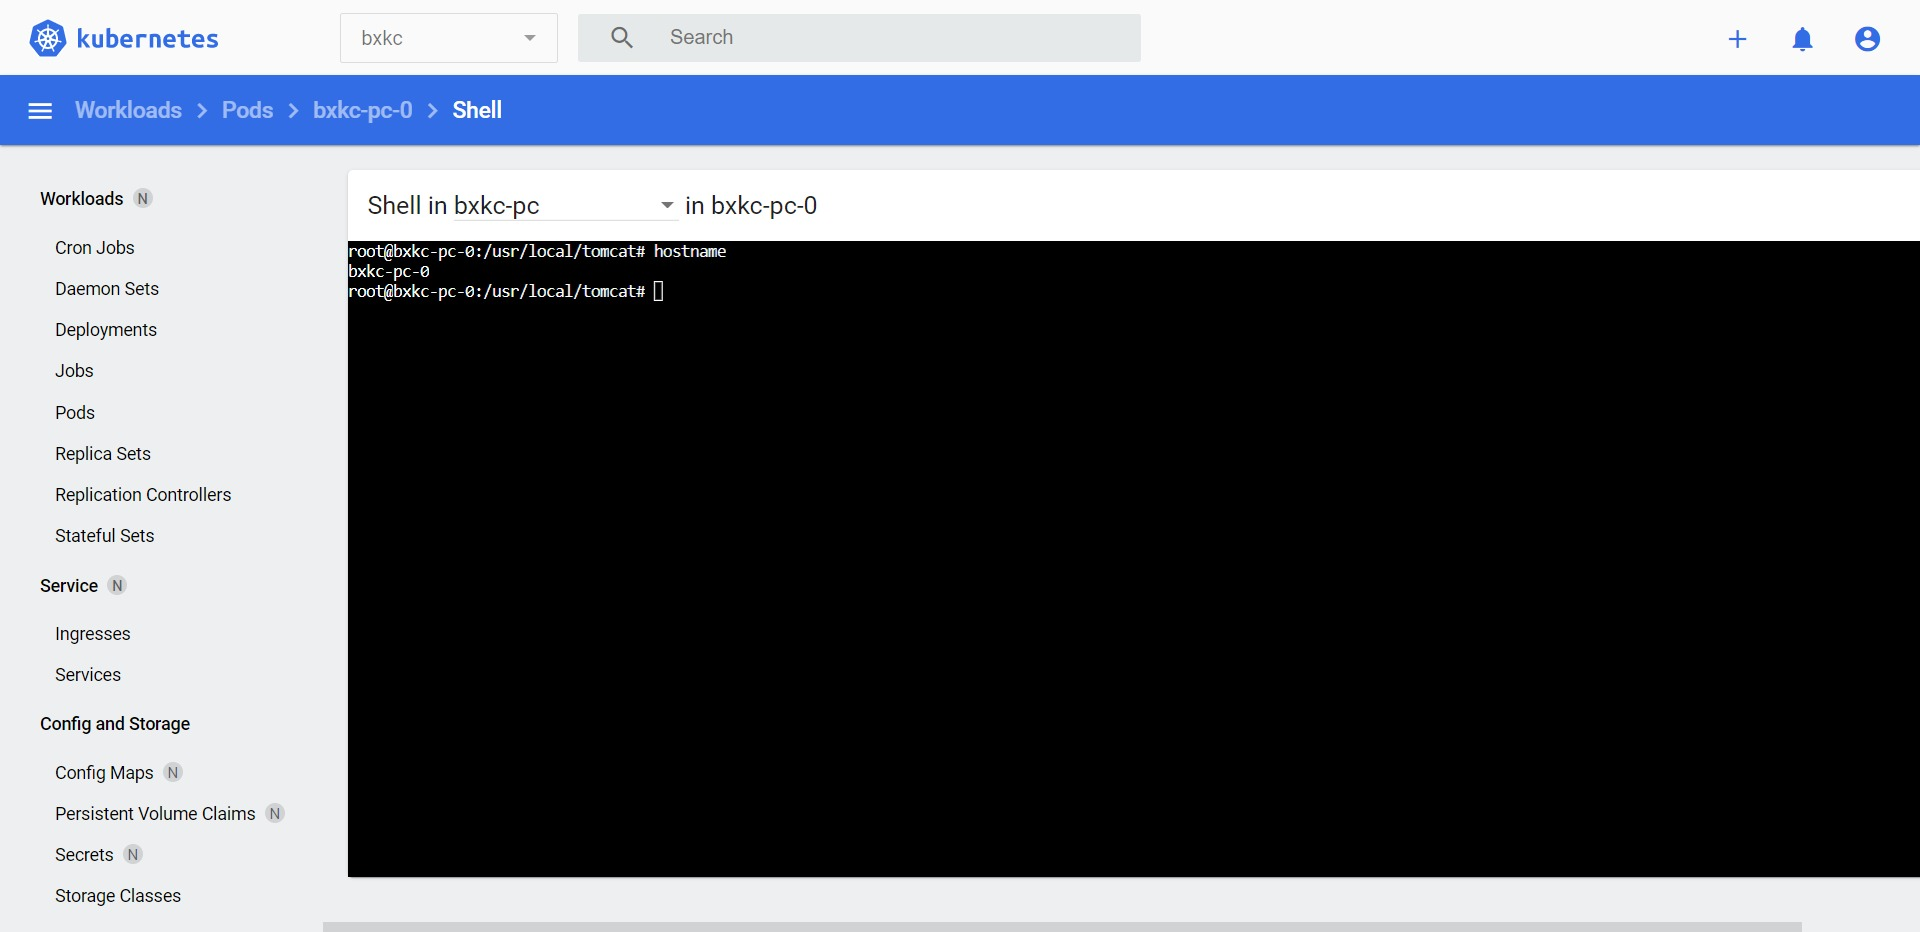 kubernetes
bxkc
Search
Workloads > Pods > bxkc-pc-0 > Shell
Workloads N
Cron Jobs
Daemon Sets
Deployments
Jobs
Pods
Replica Sets
Replication Controllers
Stateful Sets
Service N
Ingresses
Services
Config and Storage
Config Maps N
Persistent Volume Claims N
Secrets N
Storage Classes
Shell in bxkc-pc in bxkc-pc-0
root@bxkc-pc-0:/usr/local/tomcat# hostname
bxkc-pc-0
root@bxkc-pc-0:/usr/local/tomcat#